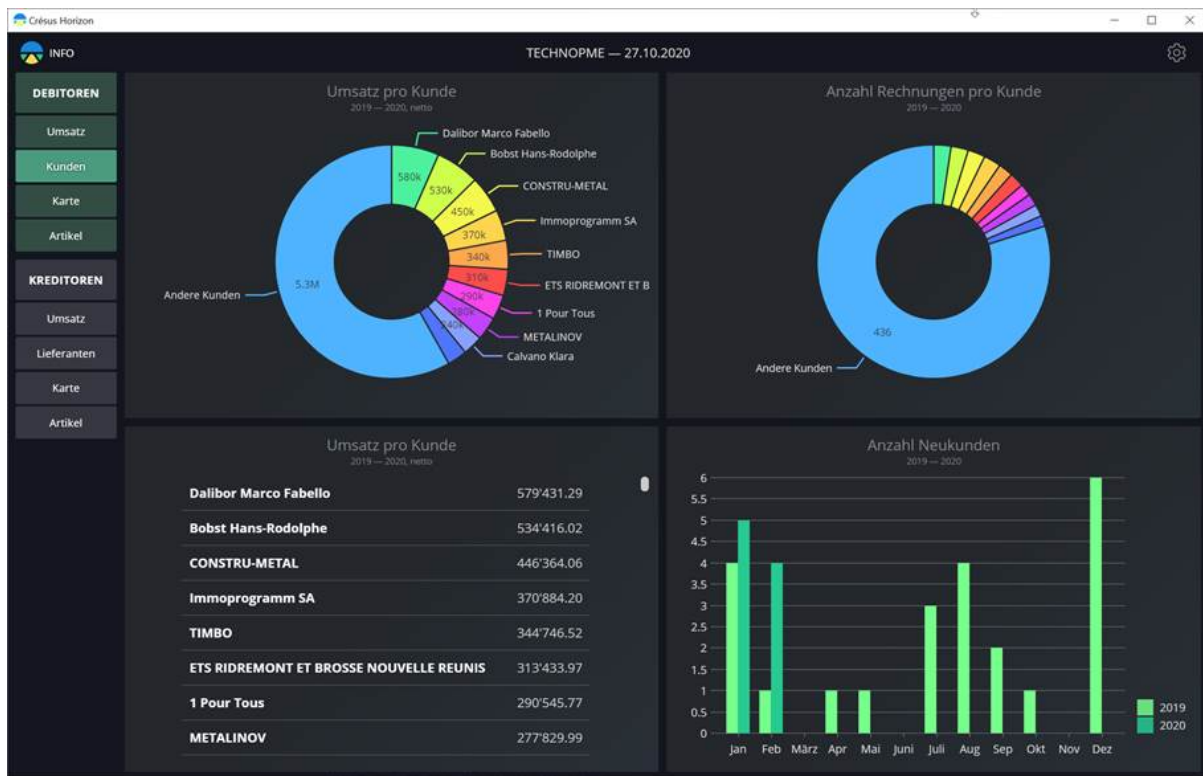 Crésus Horizon
INFO
TECHNOPME — 27.10.2020
DEBITOREN
Umsatz
Kunden
Karte
Artikel
KREDITOREN
Umsatz
Lieferanten
Karte
Artikel
Umsatz pro Kunde
2019 — 2020, netto
Dalibor Marco Fabello
Bobst Hans-Rodolphe
CONSTRU-METAL
Immoprogramm SA
TIMBO
ETS RIDREMONT ET B
1 Pour Tous
METALINOV
Calvano Klara
Andere Kunden
580k
530k
450k
370k
340k
310k
290k
280k
240k
5.3M
Anzahl Rechnungen pro Kunde
2019 — 2020
436
Andere Kunden
Umsatz pro Kunde
2019 — 2020, netto
Dalibor Marco Fabello 579'431.29
Bobst Hans-Rodolphe 534'416.02
CONSTRU-METAL 446'364.06
Immoprogramm SA 370'884.20
TIMBO 344'746.52
ETS RIDREMONT ET BROSSE NOUVELLE REUNIS 313'433.97
1 Pour Tous 290'545.77
METALINOV 277'829.99
Anzahl Neukunden
2019 — 2020
6
5.5
5
4.5
4
3.5
3
2.5
2
1.5
1
0.5
0
Jan Feb März Apr Mai Juni Juli Aug Sep Okt Nov Dez
2019
2020